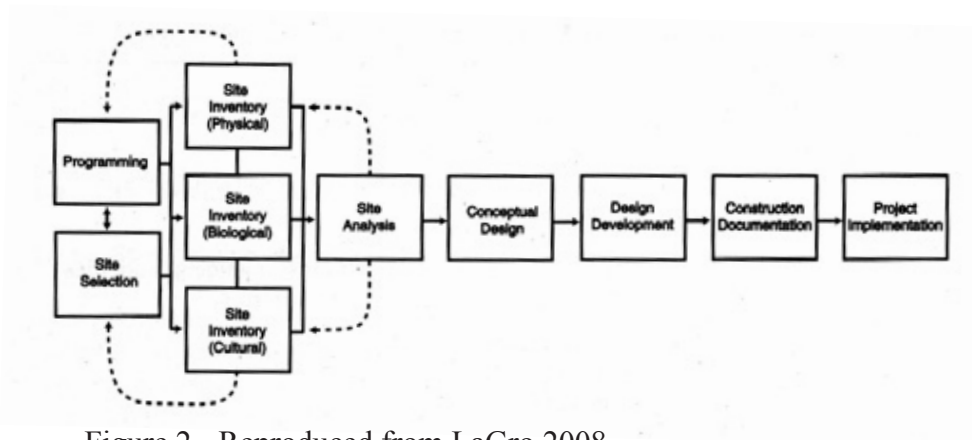 Site
Inventory
(Physical)
Programming
Site
Inventory
(Biological)
Site
Selection
Site
Inventory
(Cultural)
Site
Analysis
Conceptual
Design
Design
Development
Construction
Documentation
Project
Implementation
Figure 2 Reproduced from LaGro 2008